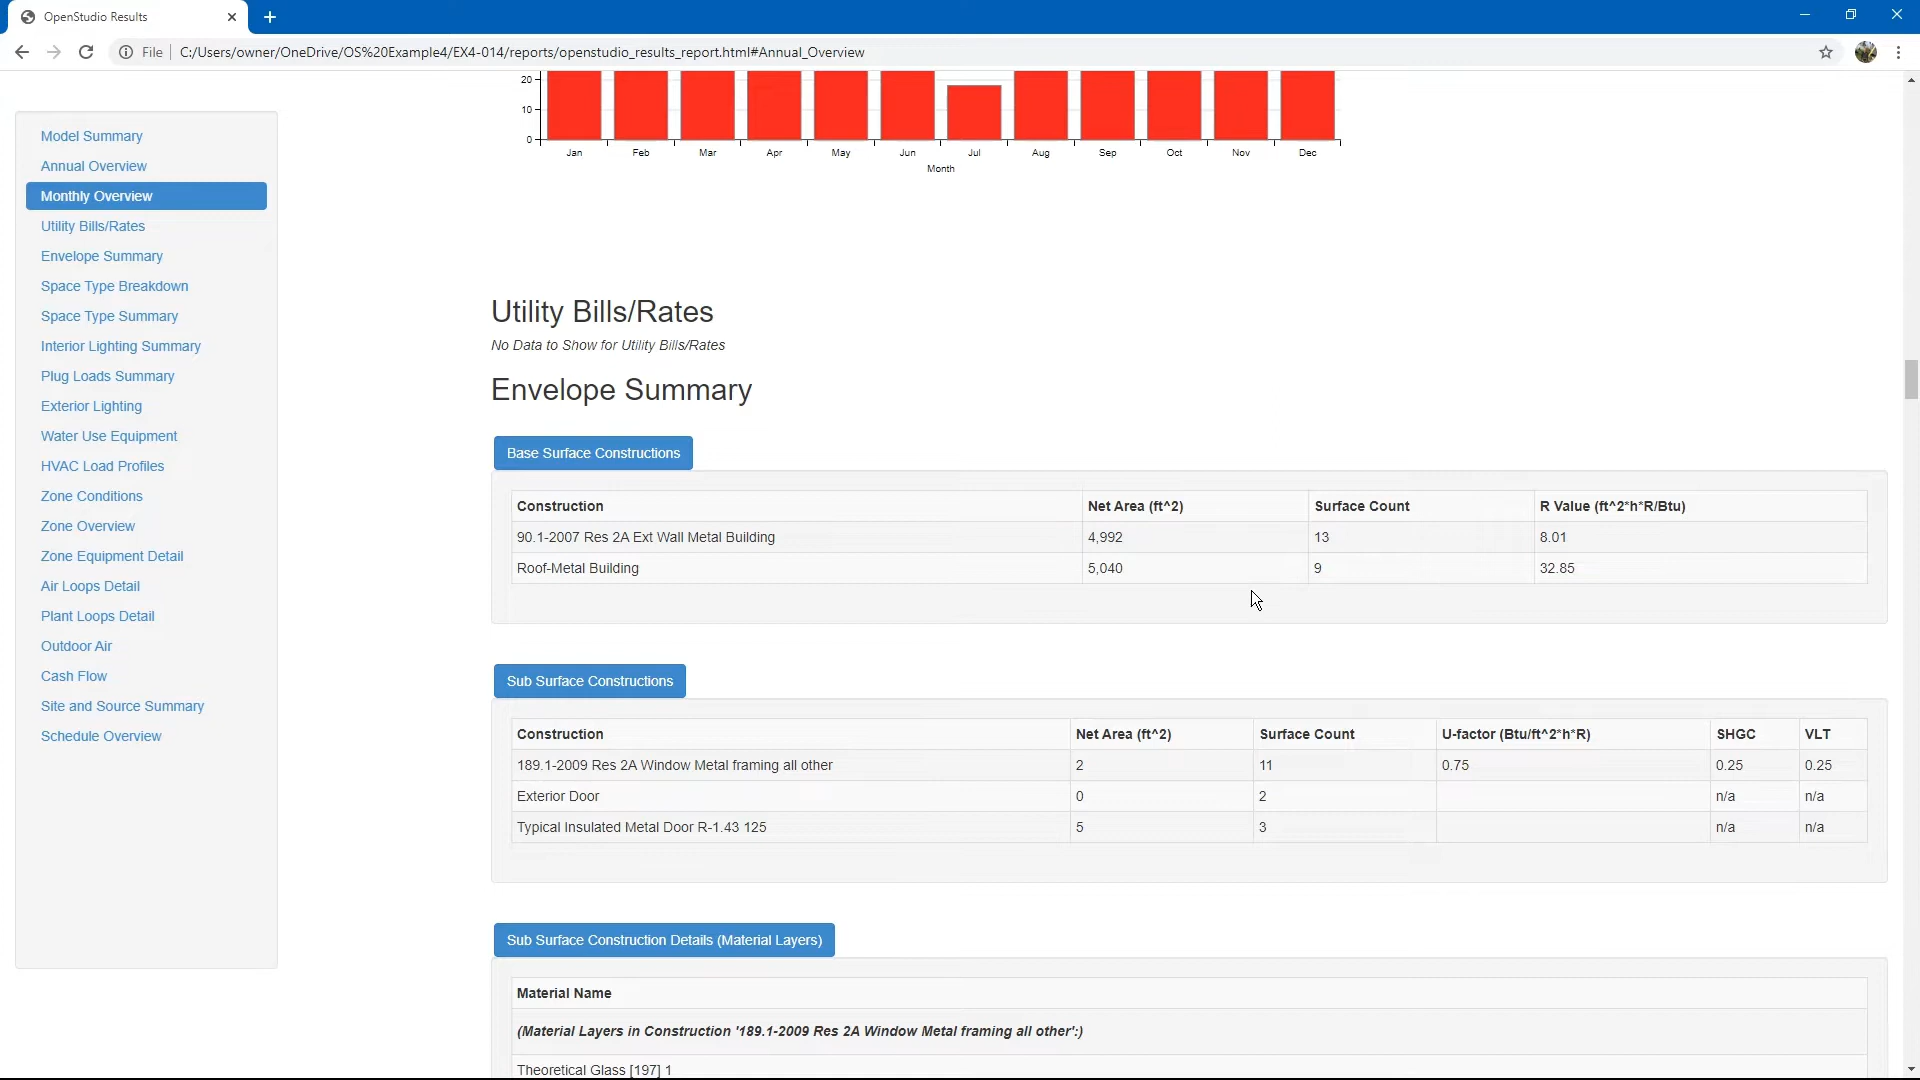 OpenStudio Results
File C:/Users/owner/OneDrive/OS%20Example4/EX4-014/reports/openstudio_results_report.html#Annual_Overview
Model Summary
Annual Overview
Monthly Overview
Utility Bills/Rates
Envelope Summary
Space Type Breakdown
Space Type Summary
Interior Lighting Summary
Plug Loads Summary
Exterior Lighting
Water Use Equipment
HVAC Load Profiles
Zone Conditions
Zone Overview
Zone Equipment Detail
Air Loops Detail
Plant Loops Detail
Outdoor Air
Cash Flow
Site and Source Summary
Schedule Overview
20
10
0
Jan Feb Mar Apr May Jun Jul Aug Sep Oct Nov Dec
Month
Utility Bills/Rates
No Data to Show for Utility Bills/Rates
Envelope Summary
Base Surface Constructions
Construction Net Area (ft^2) Surface Count R Value (ft^2*h*R/Btu)
90.1-2007 Res 2A Ext Wall Metal Building 4,992 13 8.01
Roof-Metal Building 5,040 9 32.85
Sub Surface Constructions
Construction Net Area (ft^2) Surface Count U-factor (Btu/ft^2*h*R) SHGC VLT
189.1-2009 Res 2A Window Metal framing all other 2 11 0.75 0.25 0.25
Exterior Door 0 2 n/a n/a
Typical Insulated Metal Door R-1.43 125 5 3 n/a n/a
Sub Surface Construction Details (Material Layers)
Material Name
(Material Layers in Construction '189.1-2009 Res 2A Window Metal framing all other':)
Theoretical Glass [197] 1